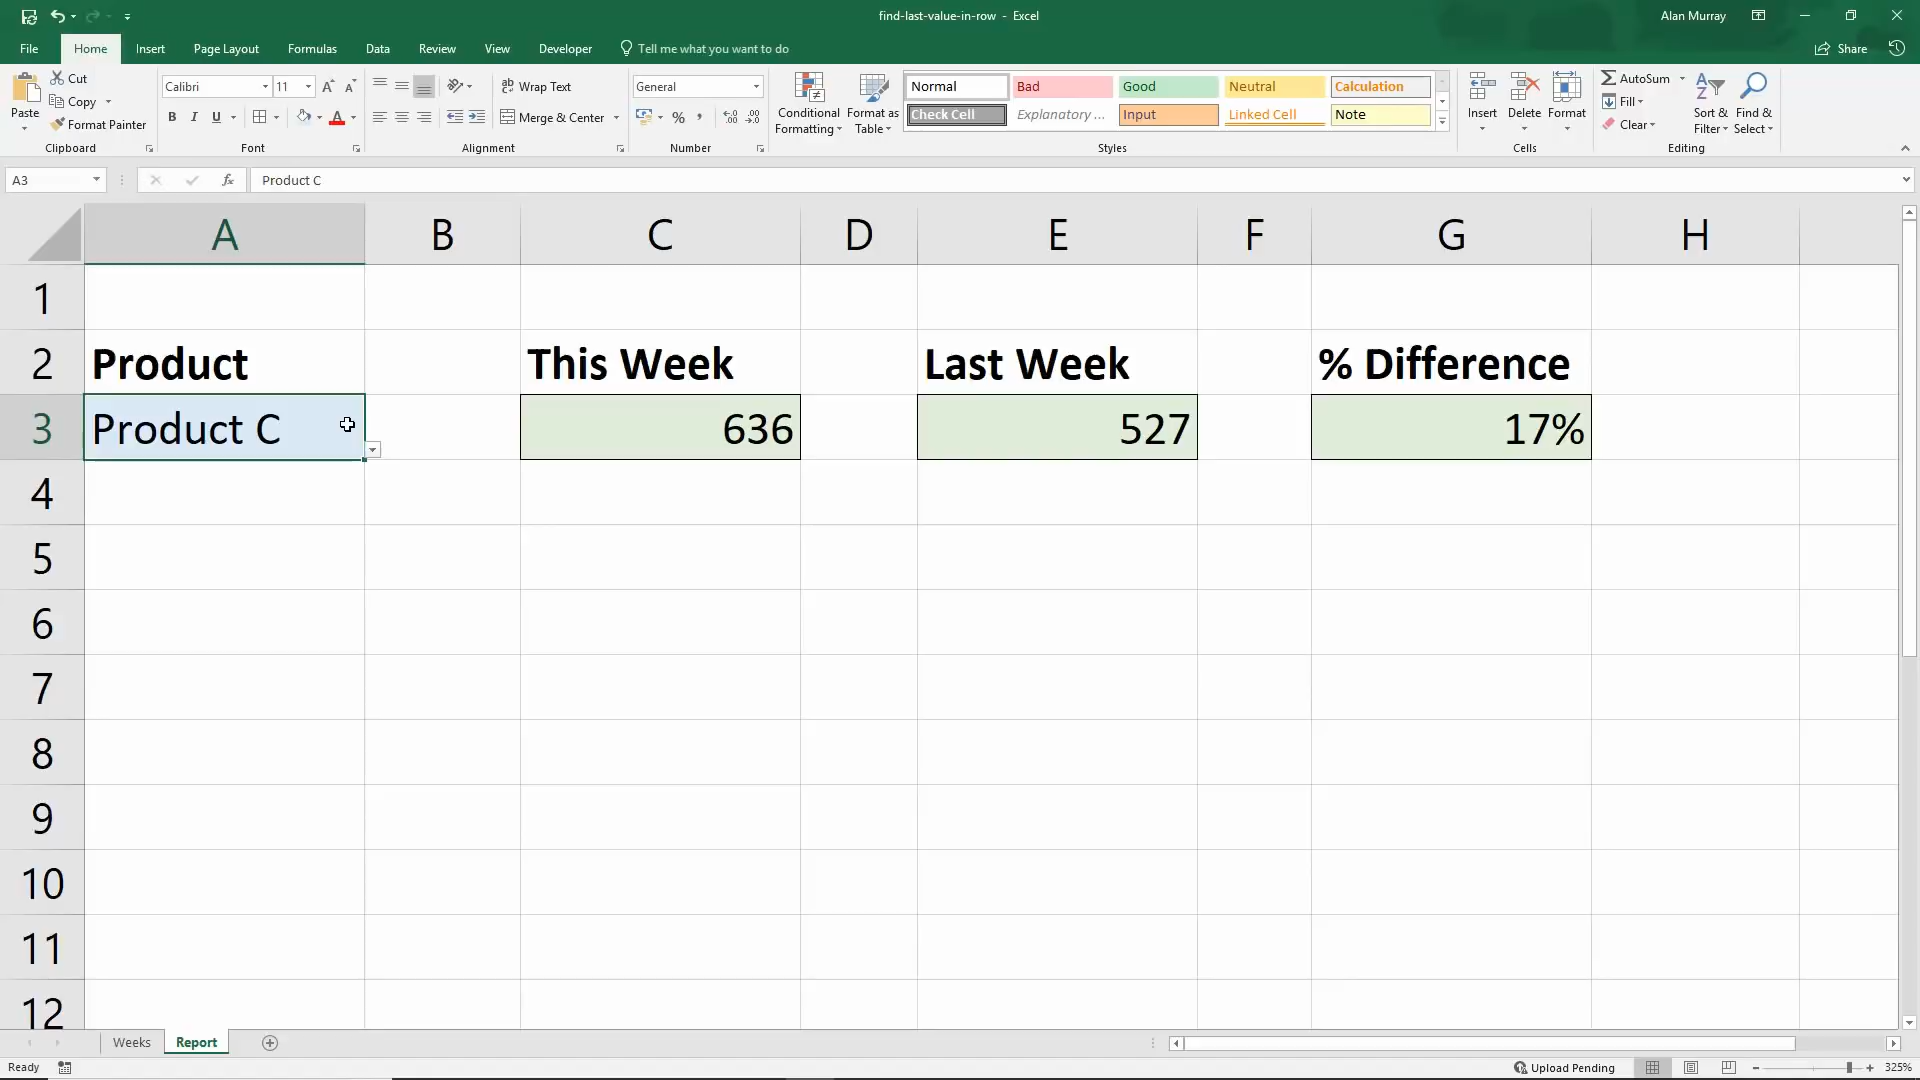 find-last-value-in-row - Excel
Alan Murray
File Home Insert Page Layout Formulas Data Review View Developer Tell me what you want to do Share
Paste
Cut
Copy
Format Painter
Clipboard
Calibri 11
B I U
Font
Wrap Text
Merge & Center
Alignment
General
Number
Conditional Formatting
Format as Table
Normal Bad Good Neutral Calculation
Check Cell Explanatory ... Input Linked Cell Note
Styles
Insert Delete Format
Cells
AutoSum
Fill
Clear
Sort & Filter
Find & Select
Editing
A3 fx Product C
A B C D E F G H
1
2 Product This Week Last Week % Difference
3 Product C 636 527 17%
4
5
6
7
8
9
10
11
12
Weeks Report
Ready Upload Pending 325%